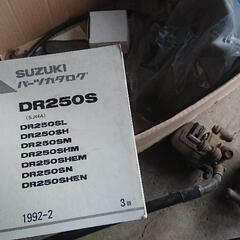 SUZUKI
パーツカタログ
DR250S
(SJ44A)
DR250SL
DR250SH
DR250SM
DR250SHM
DR250SHEM
DR250SN
DR250SHEN
1992-2
3版